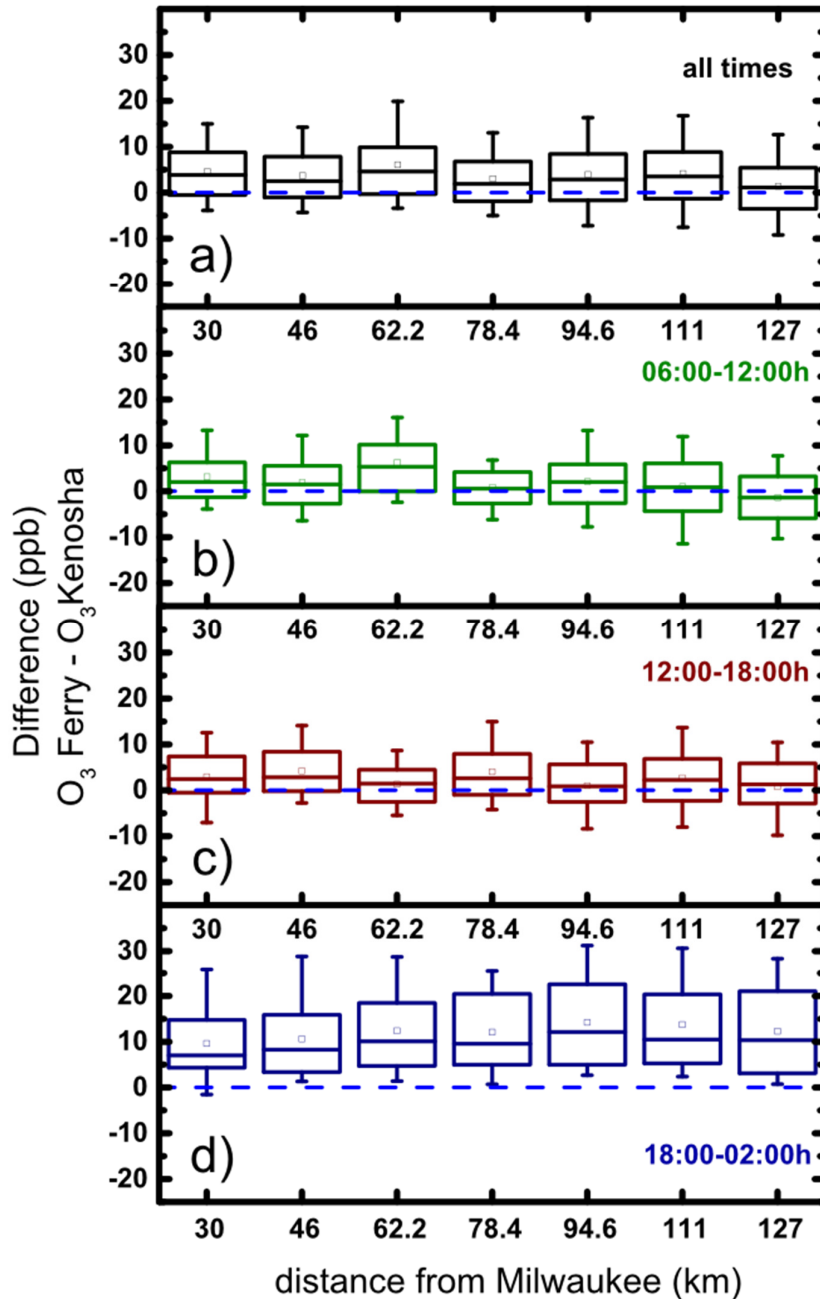 30
20
10
0
-10
-20
all times
a)
30 46 62.2 78.4 94.6 111 127
30
20
10
0
-10
-20
06:00-12:00h
b)
30 46 62.2 78.4 94.6 111 127
30
20
10
0
-10
-20
12:00-18:00h
c)
30 46 62.2 78.4 94.6 111 127
30
20
10
0
-10
-20
d)
18:00-02:00h
30 46 62.2 78.4 94.6 111 127
Difference (ppb)
O₃ Ferry - O₃Kenosha
distance from Milwaukee (km)